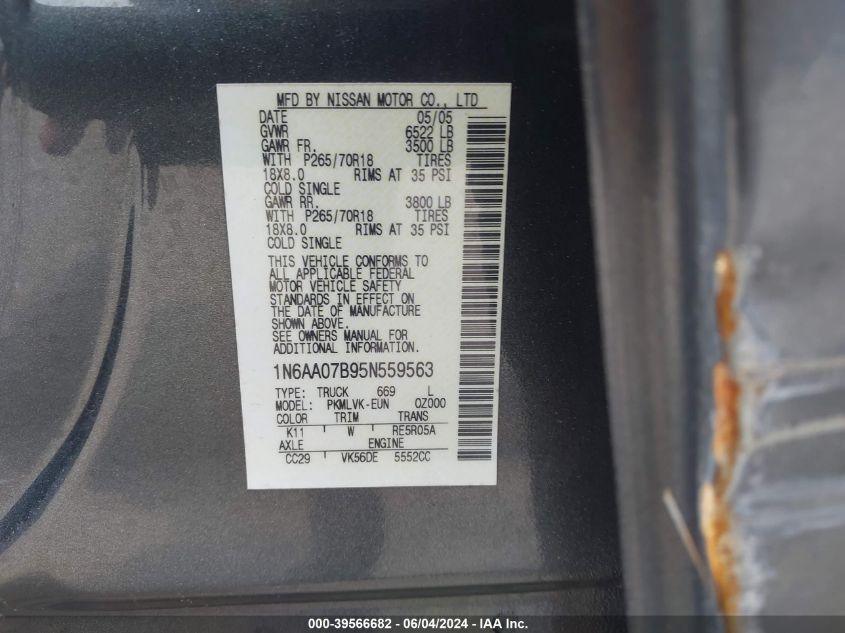 MFD BY NISSAN MOTOR CO., LTD
DATE 05/05
GVWR 6522 LB
GAWR FR. 3500 LB
WITH P265/70R18 TIRES
18X8.0 RIMS AT 35 PSI
COLD SINGLE
GAWR RR. 3800 LB
WITH P265/70R18 TIRES
18X8.0 RIMS AT 35 PSI
COLD SINGLE
THIS VEHICLE CONFORMS TO
ALL APPLICABLE FEDERAL
MOTOR VEHICLE SAFETY
STANDARDS IN EFFECT ON
THE DATE OF MANUFACTURE
SHOWN ABOVE.
SEE OWNERS MANUAL FOR
ADDITIONAL INFORMATION
1N6AA07B95N559563
TYPE: TRUCK 669 L
MODEL: PKMLVK-EUN QZ000
COLOR TRIM TRANS
K11 W RE5R05A
AXLE ENGINE
CC29 VK56DE 5552CC
000-39566682 - 06/04/2024 - IAA Inc.